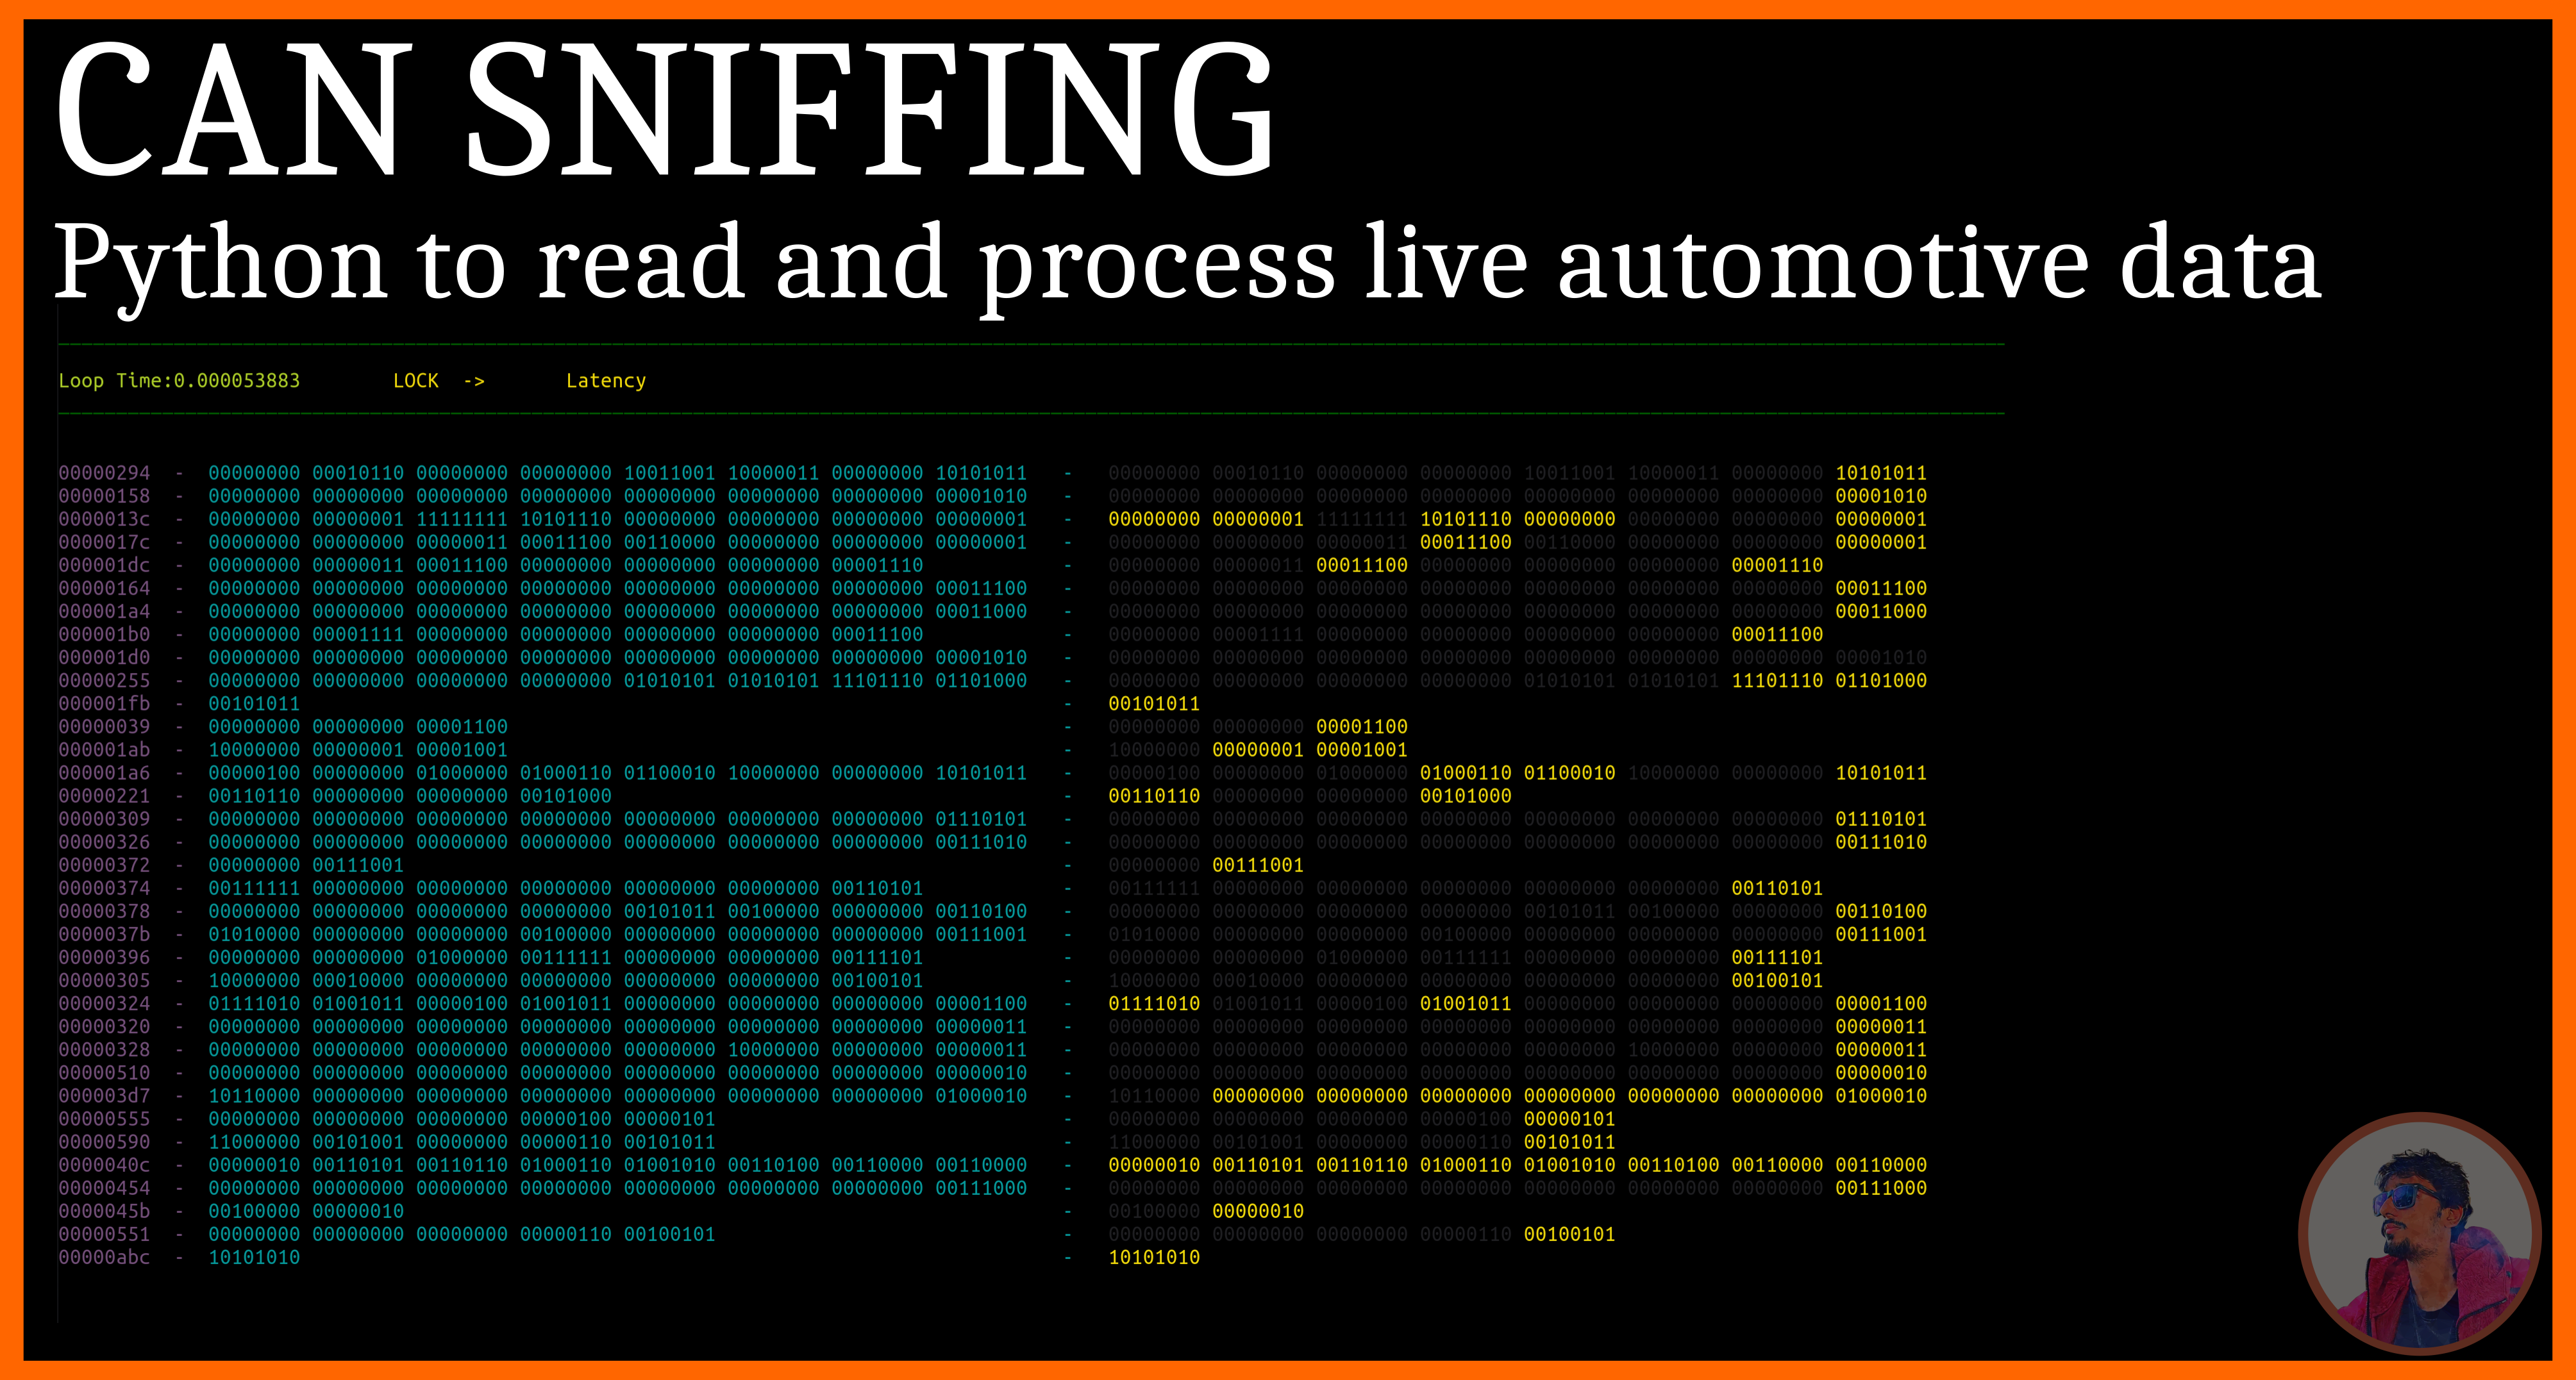 CAN SNIFFING
Python to read and process live automotive data
Loop Time:0.000053883 LOCK -> Latency
00000294 - 00000000 00010110 00000000 00000000 10011001 10000011 00000000 10101011 - 00000000 00010110 00000000 00000000 10011001 10000011 00000000 10101011
00000158 - 00000000 00000000 00000000 00000000 00000000 00000000 00000000 00001010 - 00000000 00000000 00000000 00000000 00000000 00000000 00000000 00001010
0000013c - 00000000 00000001 11111111 10101110 00000000 00000000 00000000 00000001 - 00000000 00000001 11111111 10101110 00000000 00000000 00000000 00000001
0000017c - 00000000 00000000 00000011 00011100 00110000 00000000 00000000 00000001 - 00000000 00000000 00000011 00011100 00110000 00000000 00000000 00000001
000001dc - 00000000 00000011 00011100 00000000 00000000 00000000 00001110 - 00000000 00000011 00011100 00000000 00000000 00000000 00001110
00000164 - 00000000 00000000 00000000 00000000 00000000 00000000 00000000 00011100 - 00000000 00000000 00000000 00000000 00000000 00000000 00000000 00011100
000001a4 - 00000000 00000000 00000000 00000000 00000000 00000000 00000000 00011000 - 00000000 00000000 00000000 00000000 00000000 00000000 00000000 00011000
000001b0 - 00000000 00001111 00000000 00000000 00000000 00000000 00011100 - 00000000 00001111 00000000 00000000 00000000 00000000 00011100
000001d0 - 00000000 00000000 00000000 00000000 00000000 00000000 00000000 00001010 - 00000000 00000000 00000000 00000000 00000000 00000000 00000000 00001010
00000255 - 00000000 00000000 00000000 00000000 01010101 01010101 11101110 01101000 - 00000000 00000000 00000000 00000000 01010101 01010101 11101110 01101000
000001fb - 00101011 - 00101011
00000039 - 00000000 00000000 00001100 - 00000000 00000000 00001100
000001ab - 10000000 00000001 00001001 - 10000000 00000001 00001001
000001a6 - 00000100 00000000 01000000 01000110 01100010 10000000 00000000 10101011 - 00000100 00000000 01000000 01000110 01100010 10000000 00000000 10101011
00000221 - 00110110 00000000 00000000 00101000 - 00110110 00000000 00000000 00101000
00000309 - 00000000 00000000 00000000 00000000 00000000 00000000 00000000 01110101 - 00000000 00000000 00000000 00000000 00000000 00000000 00000000 01110101
00000326 - 00000000 00000000 00000000 00000000 00000000 00000000 00000000 00111010 - 00000000 00000000 00000000 00000000 00000000 00000000 00000000 00111010
00000372 - 00000000 00111001 - 00000000 00111001
00000374 - 00111111 00000000 00000000 00000000 00000000 00000000 00110101 - 00111111 00000000 00000000 00000000 00000000 00000000 00110101
00000378 - 00000000 00000000 00000000 00000000 00101011 00100000 00000000 00110100 - 00000000 00000000 00000000 00000000 00101011 00100000 00000000 00110100
0000037b - 01010000 00000000 00000000 00100000 00000000 00000000 00000000 00111001 - 01010000 00000000 00000000 00100000 00000000 00000000 00000000 00111001
00000396 - 00000000 00000000 01000000 00111111 00000000 00000000 00111101 - 00000000 00000000 01000000 00111111 00000000 00000000 00111101
00000305 - 10000000 00010000 00000000 00000000 00000000 00000000 00100101 - 10000000 00010000 00000000 00000000 00000000 00000000 00100101
00000324 - 01111010 01001011 00000100 01001011 00000000 00000000 00000000 00001100 - 01111010 01001011 00000100 01001011 00000000 00000000 00000000 00001100
00000320 - 00000000 00000000 00000000 00000000 00000000 00000000 00000000 00000011 - 00000000 00000000 00000000 00000000 00000000 00000000 00000000 00000011
00000328 - 00000000 00000000 00000000 00000000 00000000 10000000 00000000 00000011 - 00000000 00000000 00000000 00000000 00000000 10000000 00000000 00000011
00000510 - 00000000 00000000 00000000 00000000 00000000 00000000 00000000 00000010 - 00000000 00000000 00000000 00000000 00000000 00000000 00000000 00000010
000003d7 - 10110000 00000000 00000000 00000000 00000000 00000000 00000000 01000010 - 10110000 00000000 00000000 00000000 00000000 00000000 00000000 01000010
00000555 - 00000000 00000000 00000000 00000100 00000101 - 00000000 00000000 00000000 00000100 00000101
00000590 - 11000000 00101001 00000000 00000110 00101011 - 11000000 00101001 00000000 00000110 00101011
0000040c - 00000010 00110101 00110110 01000110 01001010 00110100 00110000 00110000 - 00000010 00110101 00110110 01000110 01001010 00110100 00110000 00110000
00000454 - 00000000 00000000 00000000 00000000 00000000 00000000 00000000 00111000 - 00000000 00000000 00000000 00000000 00000000 00000000 00000000 00111000
0000045b - 00100000 00000010 - 00100000 00000010
00000551 - 00000000 00000000 00000000 00000110 00100101 - 00000000 00000000 00000000 00000110 00100101
00000abc - 10101010 - 10101010